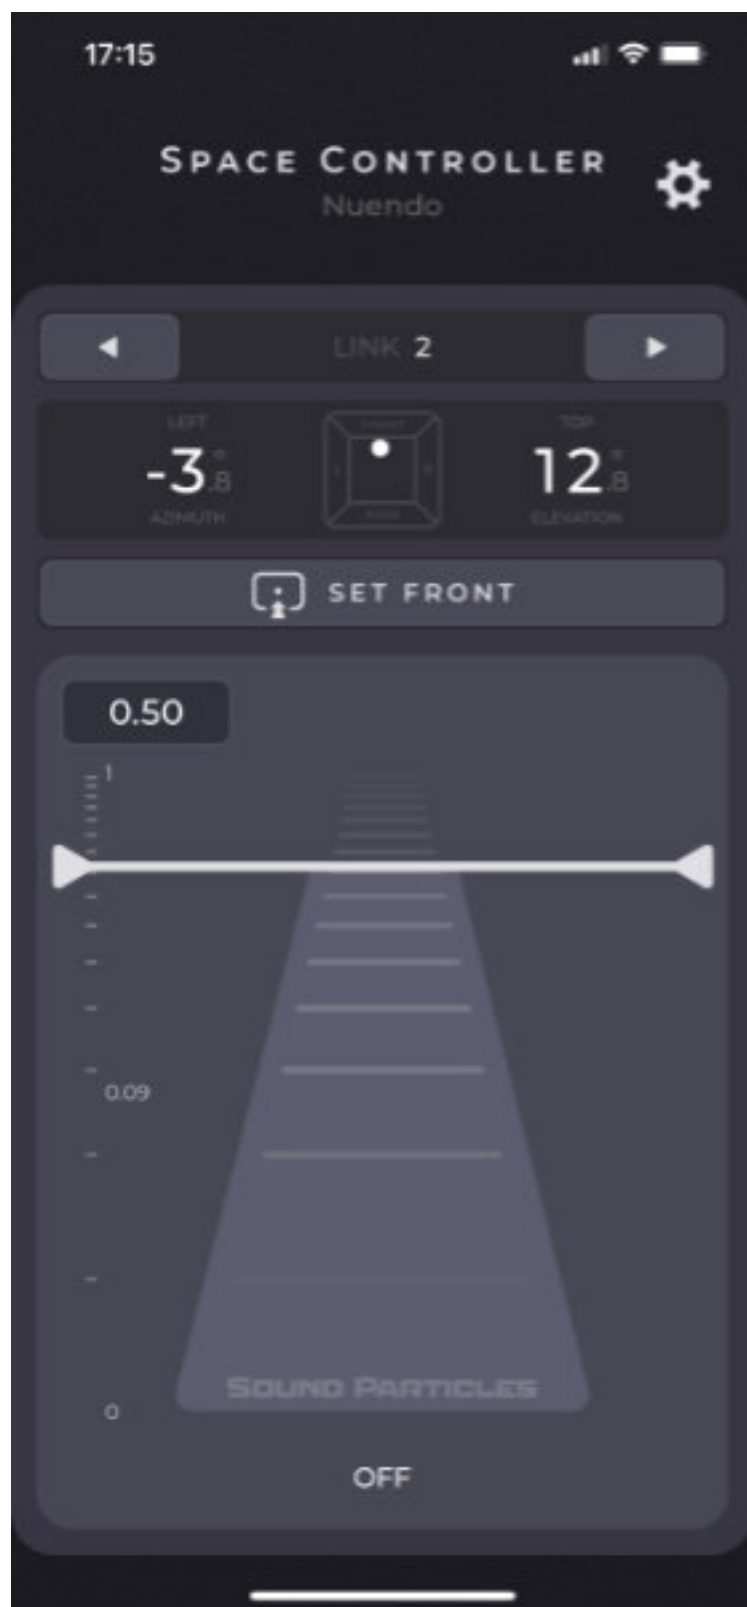 17:15
SPACE CONTROLLER
Nuendo
LINK 2
LEFT
-3.8°
AZIMUTH
FRONT
TOP
12.8°
ELEVATION
SET FRONT
0.50
1
0.09
0
SOUND PARTICLES
OFF